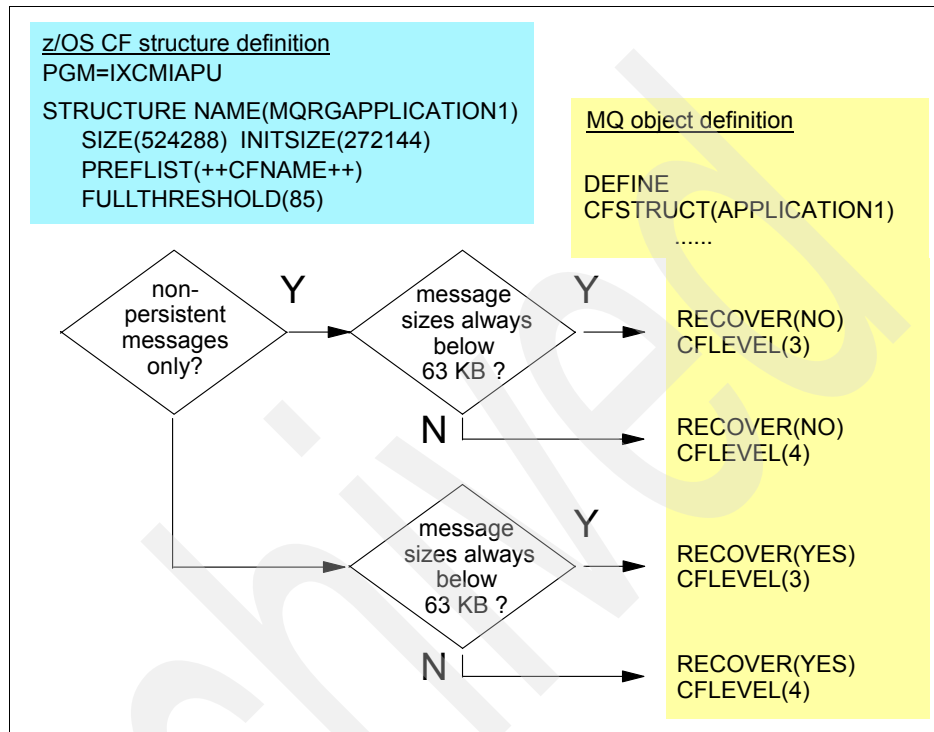 z/OS CF structure definition
PGM=IXCMIAPU
STRUCTURE NAME(MQRGAPPLICATION1)
SIZE(524288) INITSIZE(272144)
PREFLIST(++CFNAME++)
FULLTHRESHOLD(85)
MQ object definition
DEFINE
CFSTRUCT(APPLICATION1)
......
non-
persistent
messages
only?
Y
message
sizes always
below
63 KB ?
Y
RECOVER(NO)
CFLEVEL(3)
N
RECOVER(NO)
CFLEVEL(4)
message
sizes always
below
63 KB ?
Y
RECOVER(YES)
CFLEVEL(3)
N
RECOVER(YES)
CFLEVEL(4)